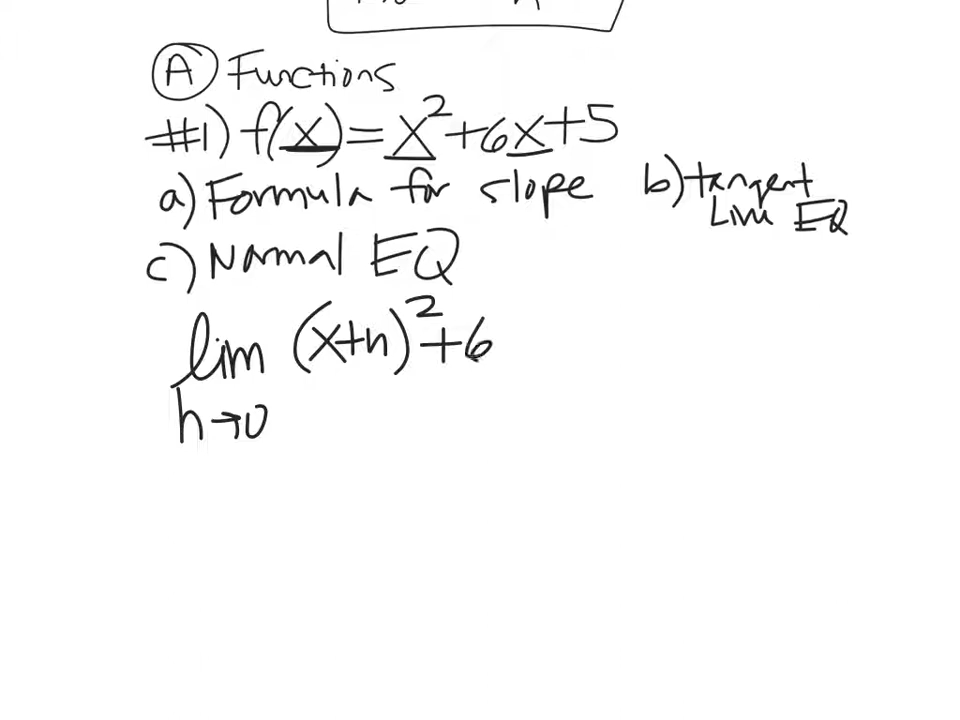 A Functions
#1) f(x) = x² + 6x + 5
a) Formula for slope b) tangent
Line EQ
c) Normal EQ
lim (x+h)² + 6
h→0